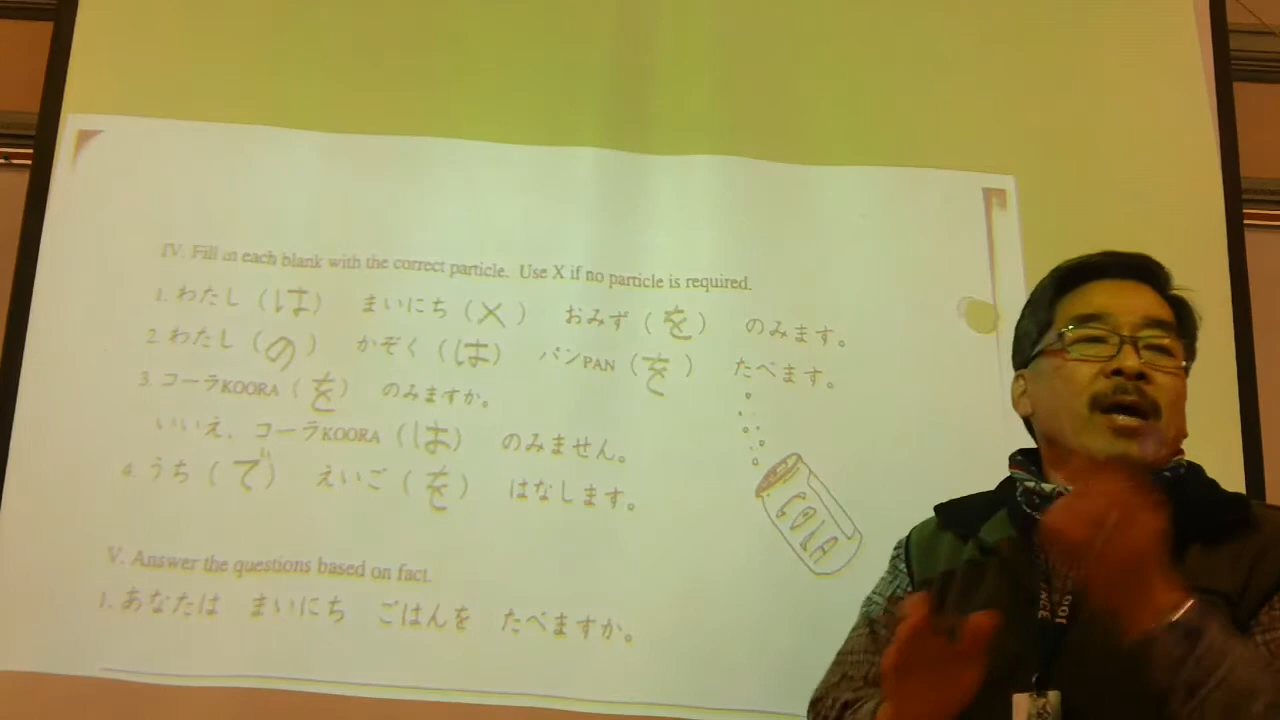 IV. Fill in each blank with the correct particle. Use X if no particle is required.
1. わたし（は） まいにち（X） おみず（を） のみます。
2. わたし（の） かぞく（は） パンPAN（を） たべます。
3. コーラKOORA（を） のみますか。
いいえ、コーラKOORA（は） のみません。
4. うち（で） えいご（を） はなします。
COLA
V. Answer the questions based on fact.
1. あなたは まいにち ごはんを たべますか。